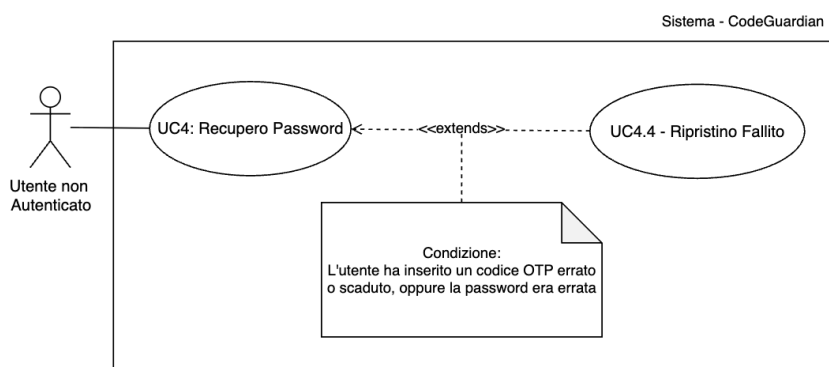 Sistema - CodeGuardian
UC4: Recupero Password
<<extends>>
UC4.4 - Ripristino Fallito
Utente non
Autenticato
Condizione:
L'utente ha inserito un codice OTP errato
o scaduto, oppure la password era errata